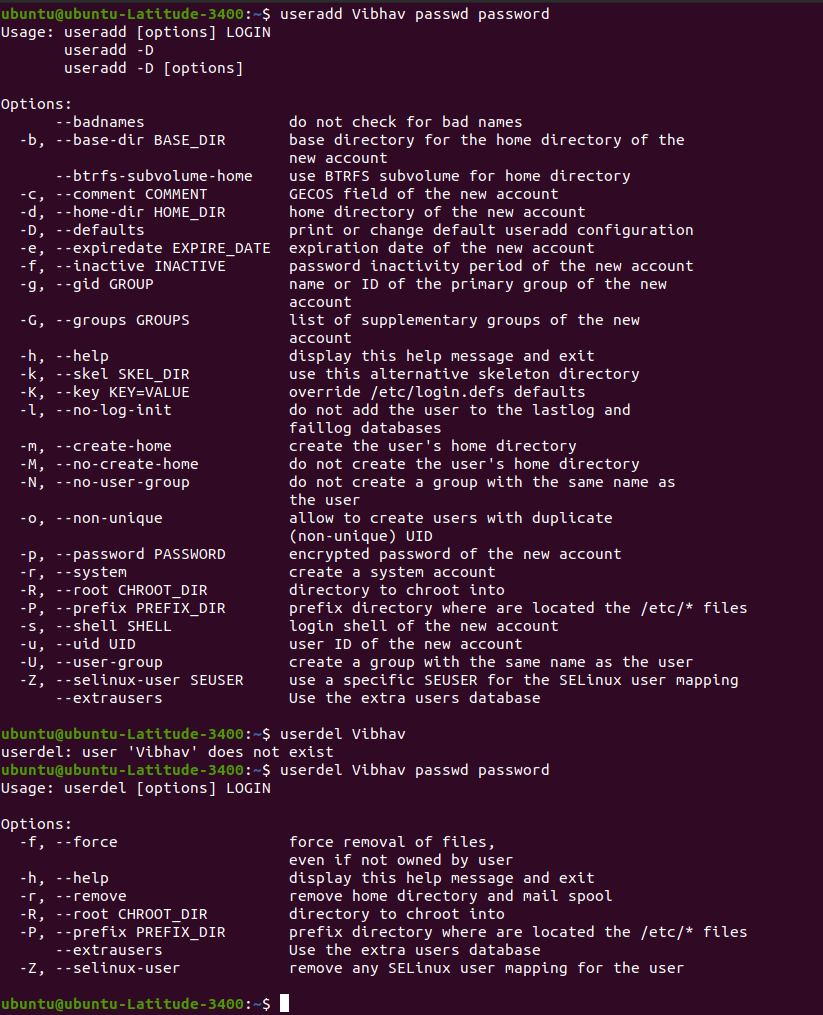 ubuntu@ubuntu-Latitude-3400:~$ useradd Vibhav passwd password
Usage: useradd [options] LOGIN
       useradd -D
       useradd -D [options]

Options:
      --badnames                do not check for bad names
  -b, --base-dir BASE_DIR       base directory for the home directory of the
                                new account
      --btrfs-subvolume-home    use BTRFS subvolume for home directory
  -c, --comment COMMENT         GECOS field of the new account
  -d, --home-dir HOME_DIR       home directory of the new account
  -D, --defaults                print or change default useradd configuration
  -e, --expiredate EXPIRE_DATE  expiration date of the new account
  -f, --inactive INACTIVE       password inactivity period of the new account
  -g, --gid GROUP               name or ID of the primary group of the new
                                account
  -G, --groups GROUPS           list of supplementary groups of the new
                                account
  -h, --help                    display this help message and exit
  -k, --skel SKEL_DIR           use this alternative skeleton directory
  -K, --key KEY=VALUE           override /etc/login.defs defaults
  -l, --no-log-init             do not add the user to the lastlog and
                                faillog databases
  -m, --create-home             create the user's home directory
  -M, --no-create-home          do not create the user's home directory
  -N, --no-user-group           do not create a group with the same name as
                                the user
  -o, --non-unique              allow to create users with duplicate
                                (non-unique) UID
  -p, --password PASSWORD       encrypted password of the new account
  -r, --system                  create a system account
  -R, --root CHROOT_DIR         directory to chroot into
  -P, --prefix PREFIX_DIR       prefix directory where are located the /etc/* files
  -s, --shell SHELL             login shell of the new account
  -u, --uid UID                 user ID of the new account
  -U, --user-group              create a group with the same name as the user
  -Z, --selinux-user SEUSER     use a specific SEUSER for the SELinux user mapping
      --extrausers              Use the extra users database

ubuntu@ubuntu-Latitude-3400:~$ userdel Vibhav
userdel: user 'Vibhav' does not exist
ubuntu@ubuntu-Latitude-3400:~$ userdel Vibhav passwd password
Usage: userdel [options] LOGIN

Options:
  -f, --force                   force removal of files,
                                even if not owned by user
  -h, --help                    display this help message and exit
  -r, --remove                  remove home directory and mail spool
  -R, --root CHROOT_DIR         directory to chroot into
  -P, --prefix PREFIX_DIR       prefix directory where are located the /etc/* files
      --extrausers              Use the extra users database
  -Z, --selinux-user            remove any SELinux user mapping for the user

ubuntu@ubuntu-Latitude-3400:~$